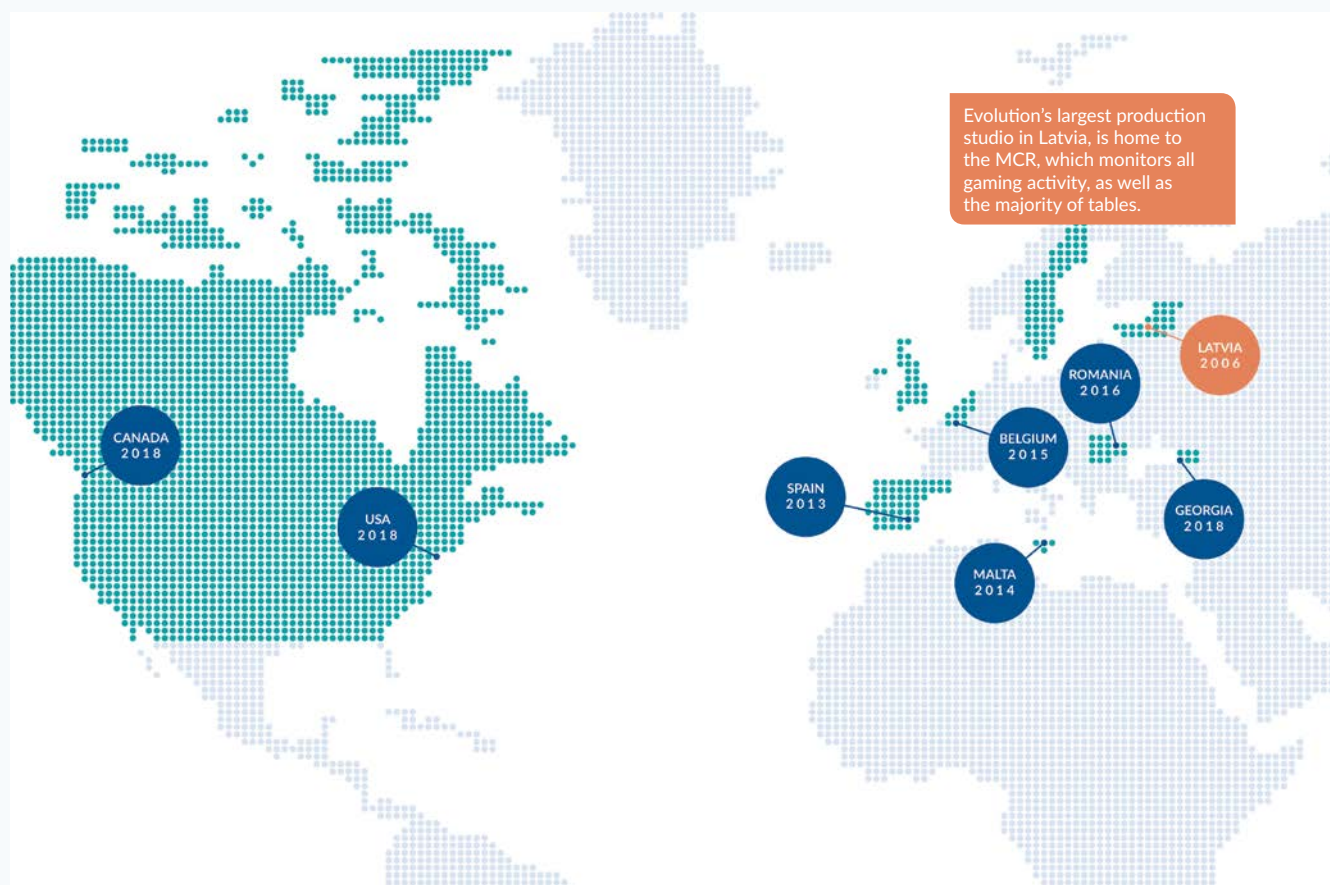 Evolution's largest production
studio in Latvia, is home to
the MCR, which monitors all
gaming activity, as well as
the majority of tables.
LATVIA
2006
ROMANIA
2016
CANADA
2018
BELGIUM
2015
SPAIN
2013
USA
2018
GEORGIA
2018
MALTA
2014